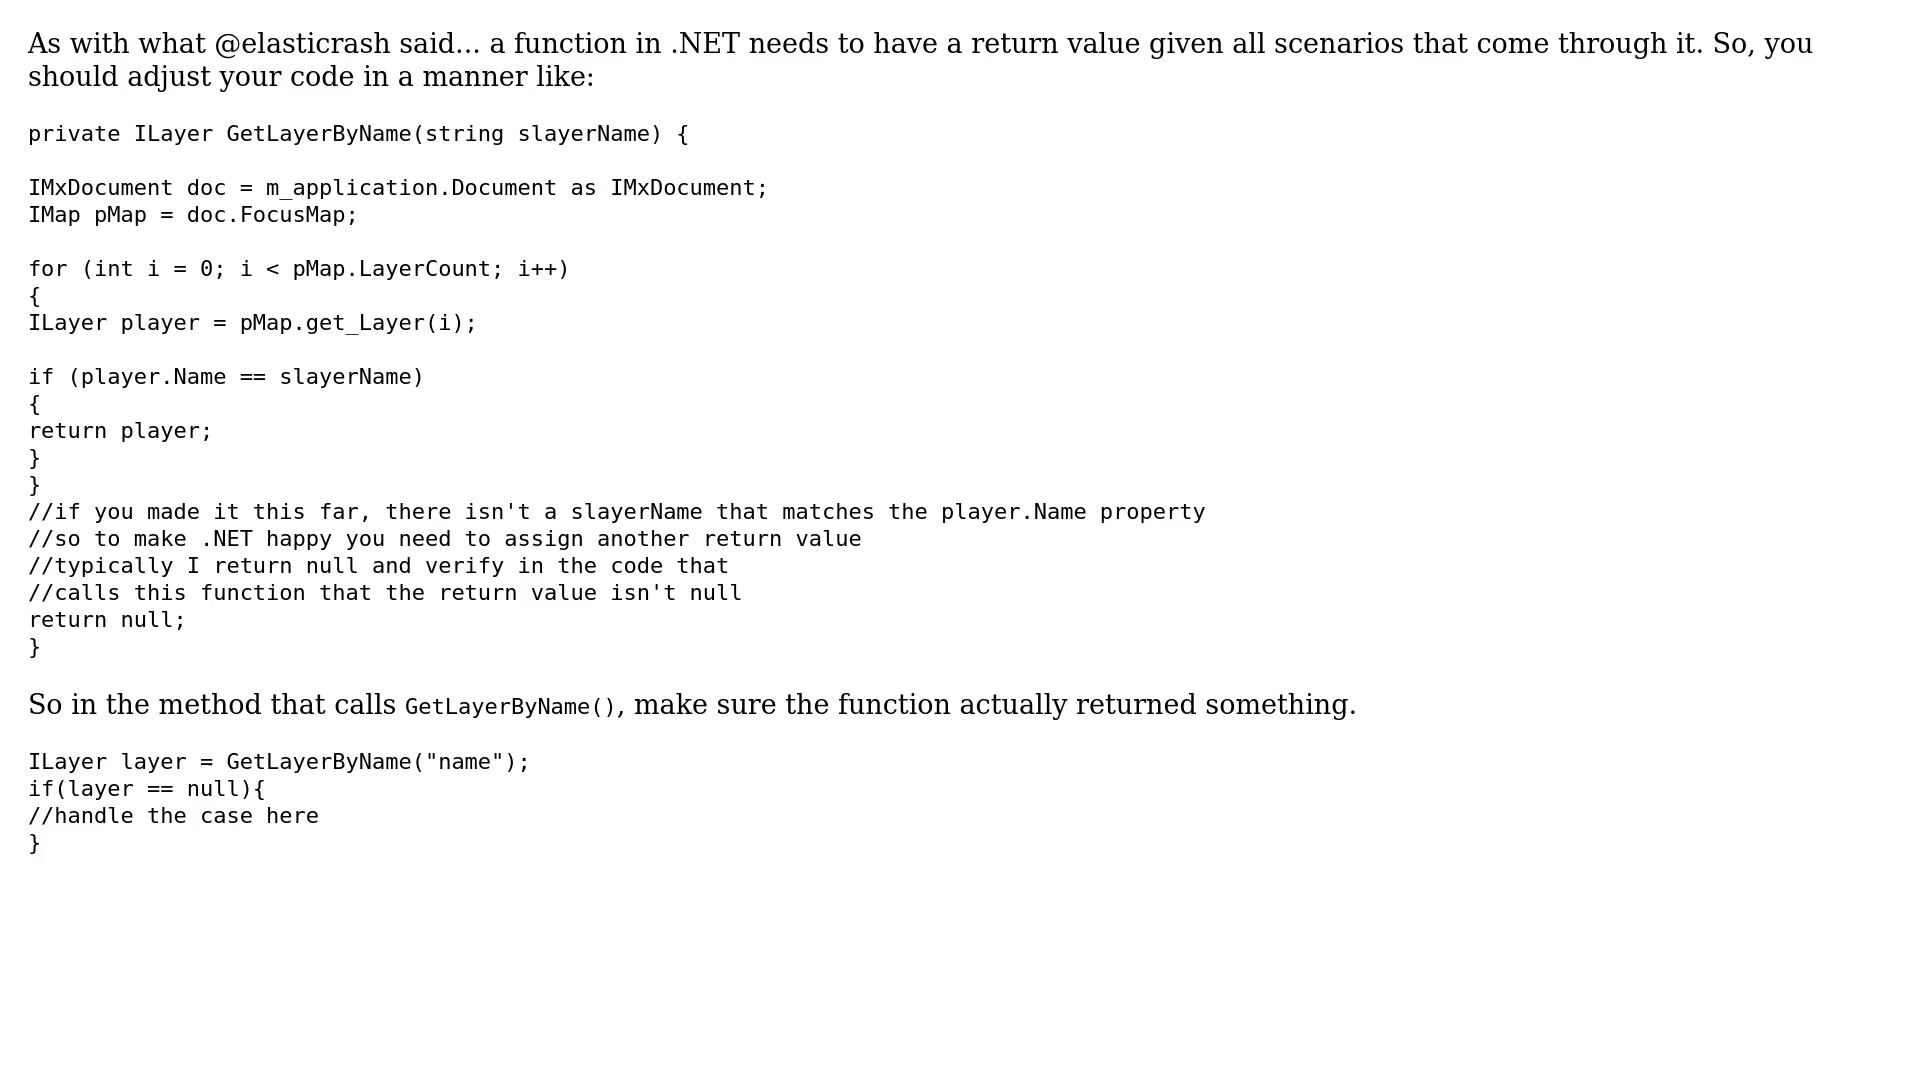 As with what @elasticrash said... a function in .NET needs to have a return value given all scenarios that come through it. So, you
should adjust your code in a manner like:
private ILayer GetLayerByName(string slayerName) {
IMxDocument doc = m_application.Document as IMxDocument;
IMap pMap = doc.FocusMap;
for (int i = 0; i < pMap.LayerCount; i++)
{
ILayer player = pMap.get_Layer(i);
if (player.Name == slayerName)
{
return player;
}
}
//if you made it this far, there isn't a slayerName that matches the player.Name property
//so to make .NET happy you need to assign another return value
//typically I return null and verify in the code that
//calls this function that the return value isn't null
return null;
}
So in the method that calls GetLayerByName(), make sure the function actually returned something.
ILayer layer = GetLayerByName("name");
if(layer == null){
//handle the case here
}